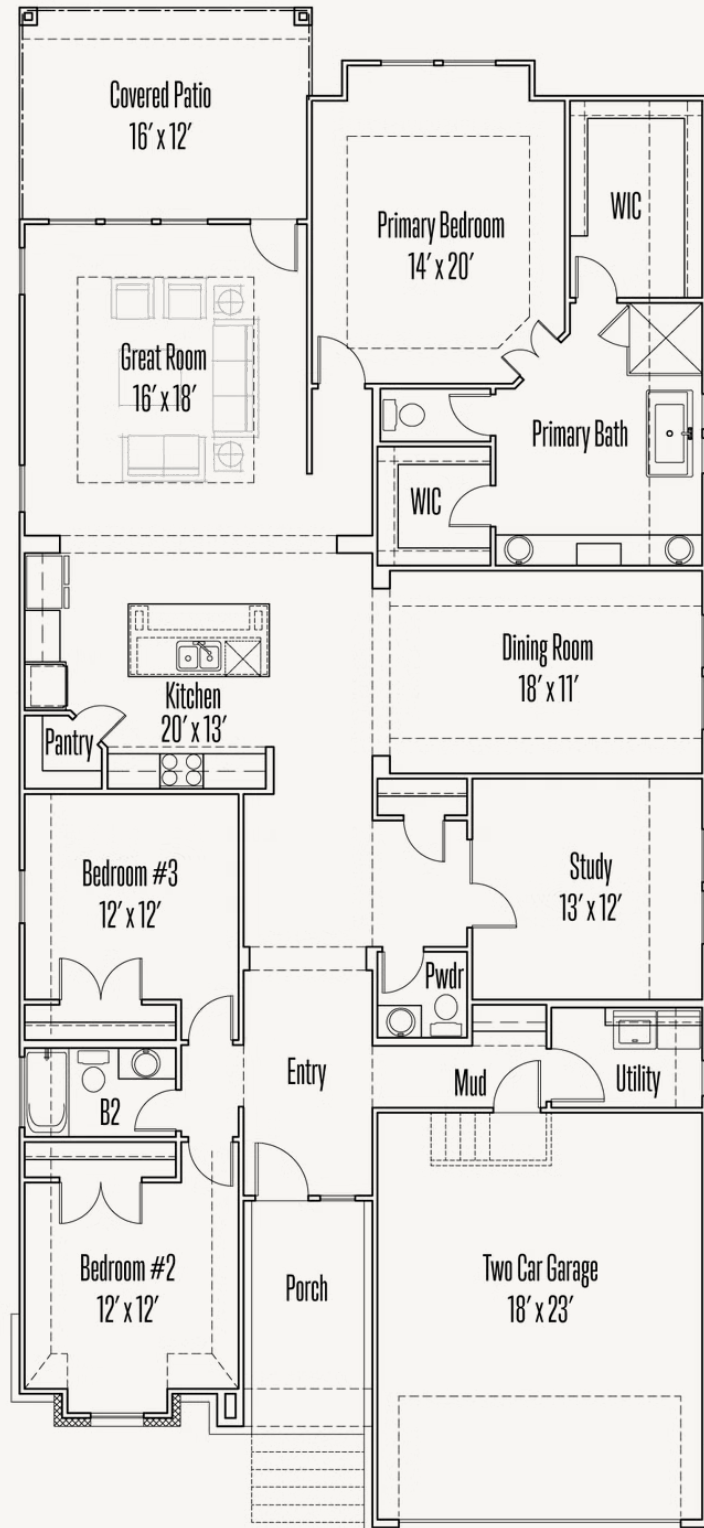 Covered Patio
16' x 12'
Primary Bedroom
14' x 20'
WIC
Great Room
16' x 18'
Primary Bath
WIC
Dining Room
18' x 11'
Kitchen
20' x 13'
Pantry
Bedroom #3
12' x 12'
Study
13' x 12'
Pwdr
Entry
Mud
Utility
B2
Bedroom #2
12' x 12'
Porch
Two Car Garage
18' x 23'